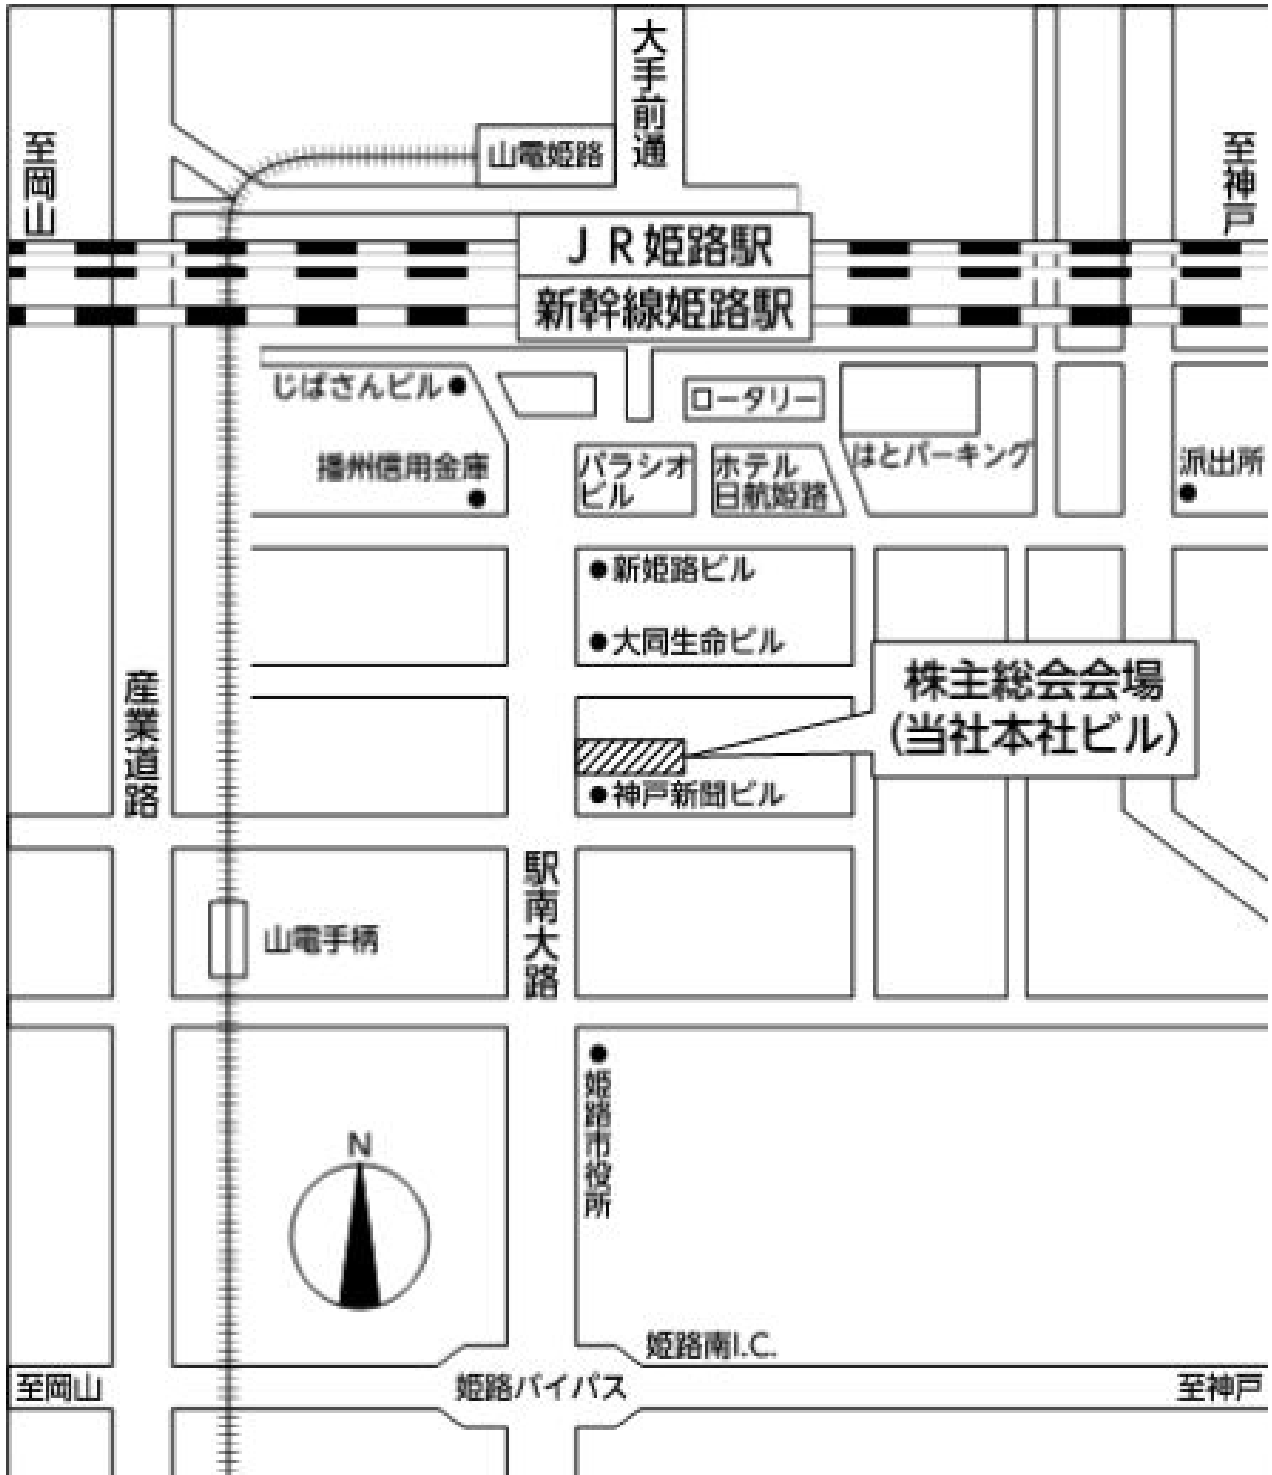 大手前通
至岡山
山電姫路
至神戸
JR姫路駅
新幹線姫路駅
じばさんビル
ロータリー
播州信用金庫
パラシオ
ビル
ホテル
日航姫路
はとパーキング
派出所
新姫路ビル
大同生命ビル
産業道路
株主総会会場
(当社本社ビル)
神戸新聞ビル
駅南大路
山電手柄
姫路市役所
N
姫路南I.C.
至岡山
姫路バイパス
至神戸